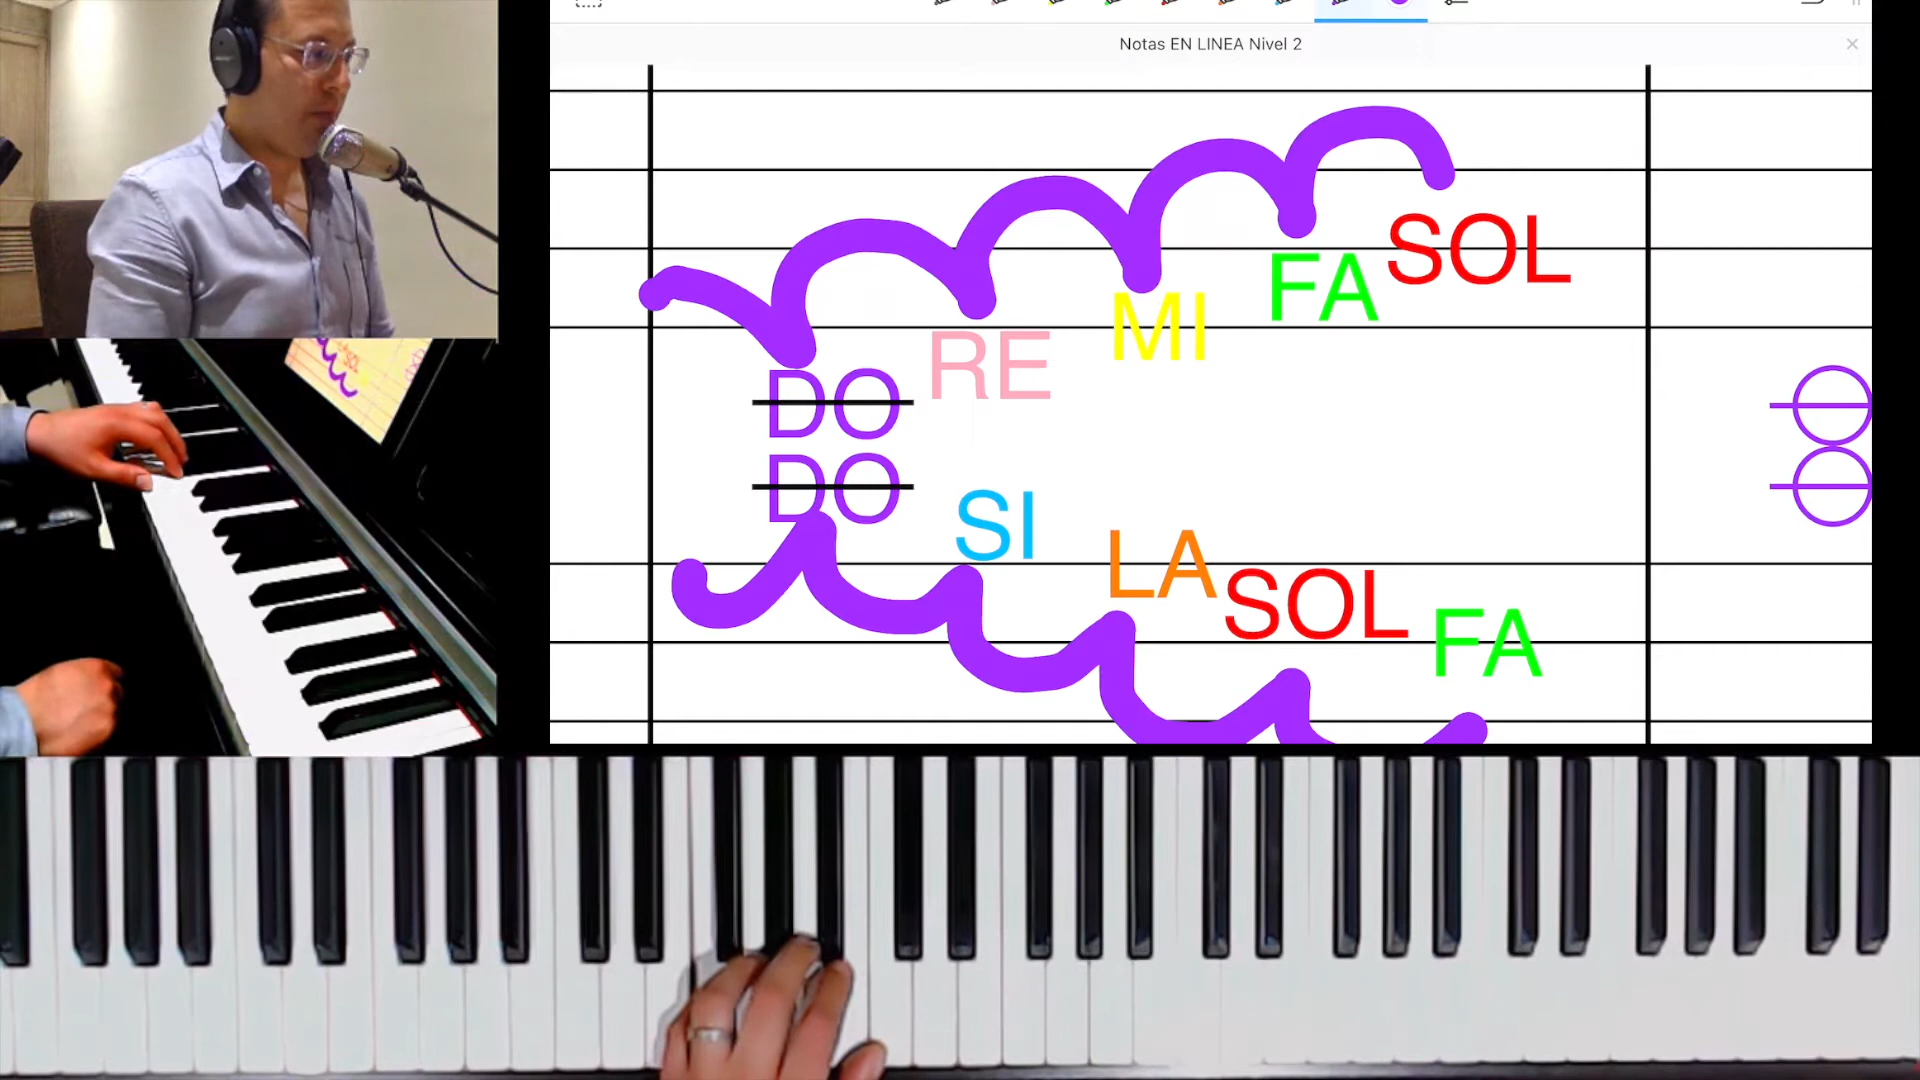 Notas EN LINEA Nivel 2
SOL
FA
MI
RE
DO
DO
SI
LA
SOL
FA